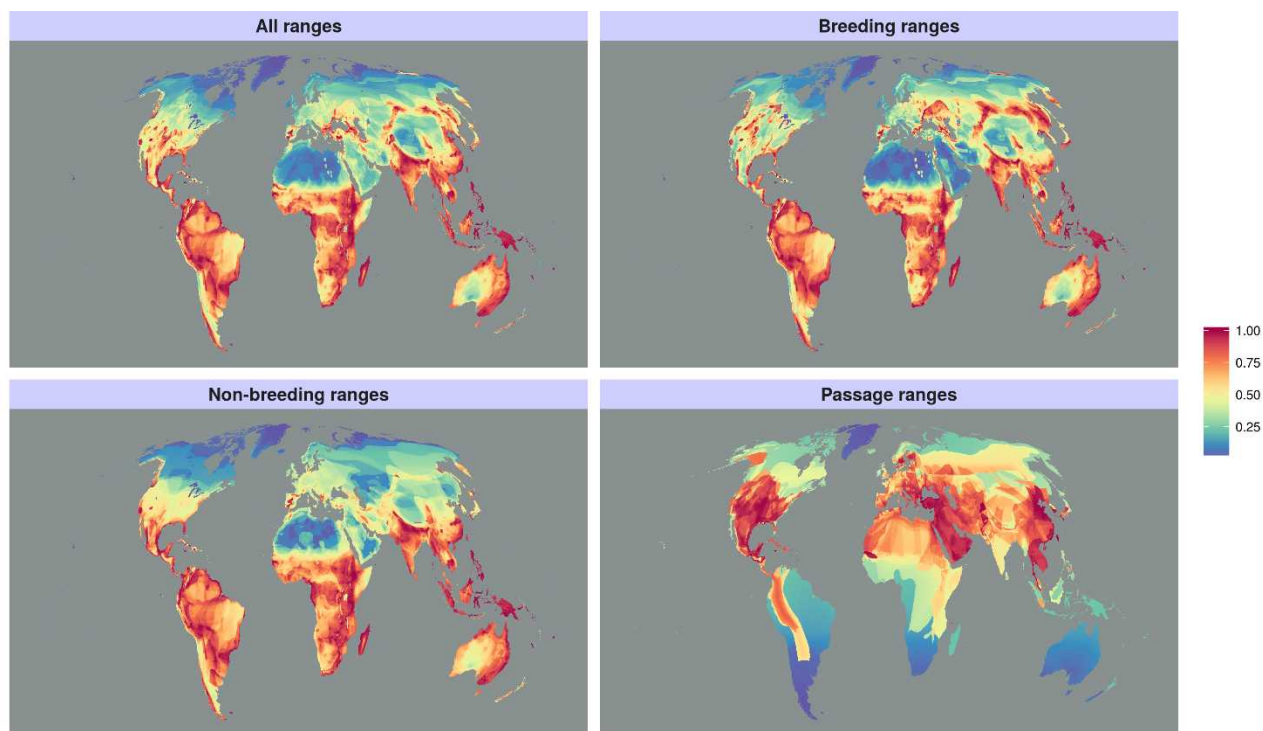 All ranges
Breeding ranges
Non-breeding ranges
Passage ranges
1.00
0.75
0.50
0.25